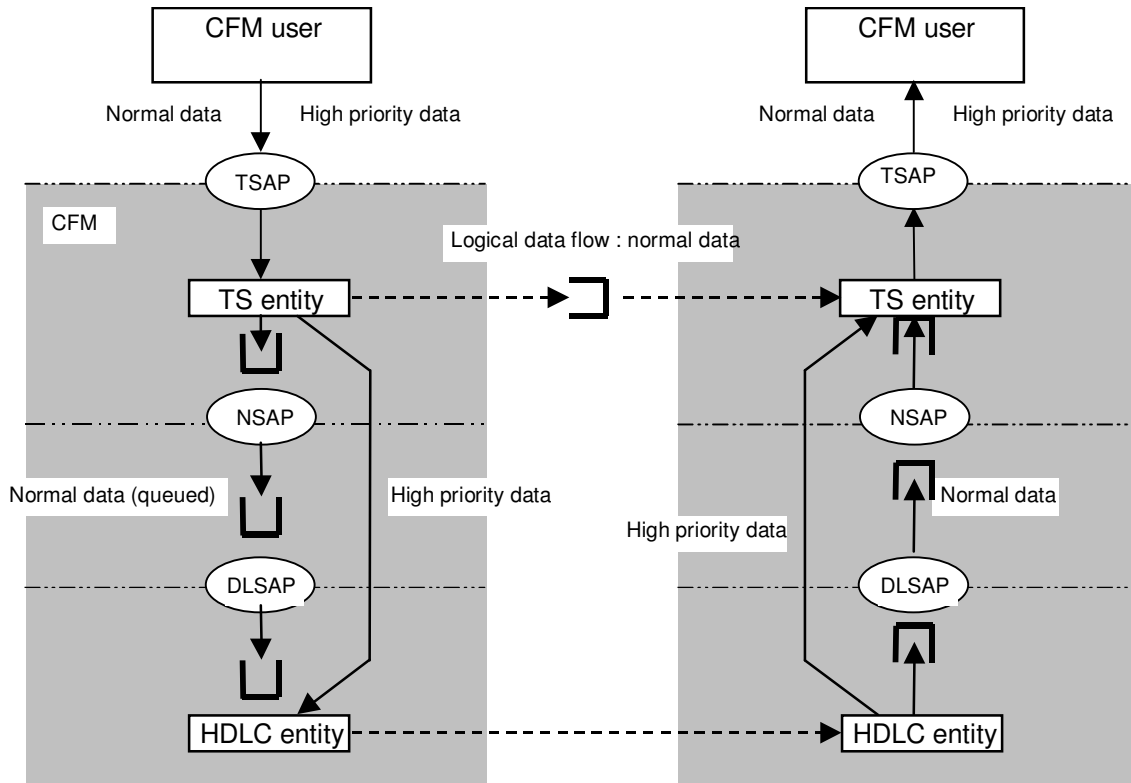 CFM user
CFM user
Normal data
High priority data
Normal data
High priority data
TSAP
TSAP
CFM
Logical data flow : normal data
TS entity
TS entity
NSAP
NSAP
Normal data (queued)
High priority data
Normal data
High priority data
DLSAP
DLSAP
HDLC entity
HDLC entity